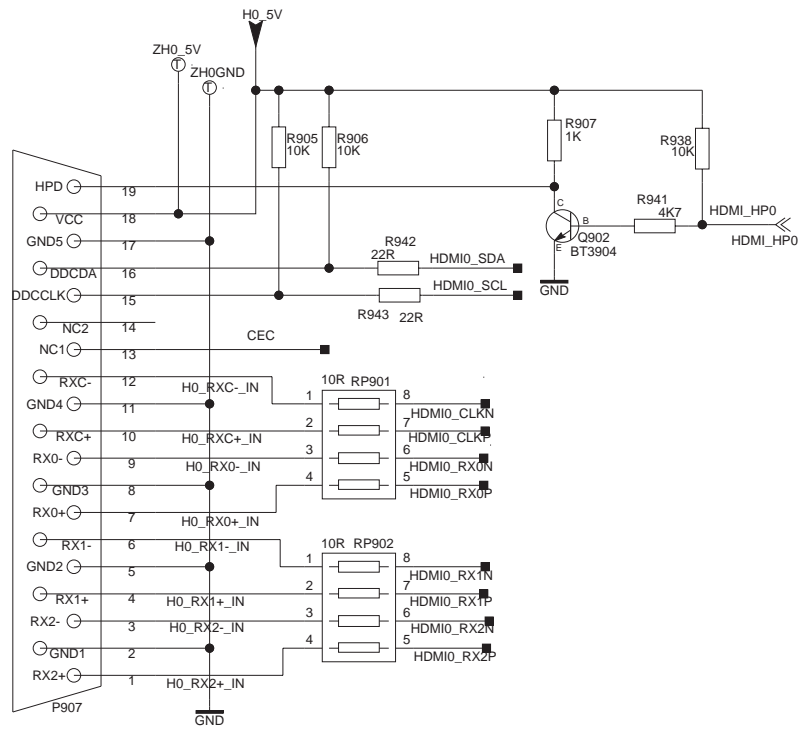 H0_5V
ZH0_5V
T
ZH0GND
T
R905
10K
R906
10K
R907
1K
R938
10K
HPD
19
VCC
18
GND5
17
DDCDA
16
DDCCLK
15
NC2
14
NC1
13
RXC-
12
GND4
11
RXC+
10
RX0-
9
GND3
8
RX0+
7
RX1-
6
GND2
5
RX1+
4
RX2-
3
GND1
2
RX2+
1
P907
C
B
E
Q902
BT3904
GND
R941
4K7
HDMI_HP0
HDMI_HP0
R942
22R
HDMI0_SDA
HDMI0_SCL
R943
22R
CEC
H0_RXC-_IN
H0_RXC+_IN
H0_RX0-_IN
H0_RX0+_IN
H0_RX1-_IN
H0_RX1+_IN
H0_RX2-_IN
H0_RX2+_IN
GND
10R RP901
1
2
3
4
8
HDMI0_CLKN
7
HDMI0_CLKP
6
HDMI0_RX0N
5
HDMI0_RX0P
10R RP902
1
2
3
4
8
HDMI0_RX1N
7
HDMI0_RX1P
6
HDMI0_RX2N
5
HDMI0_RX2P